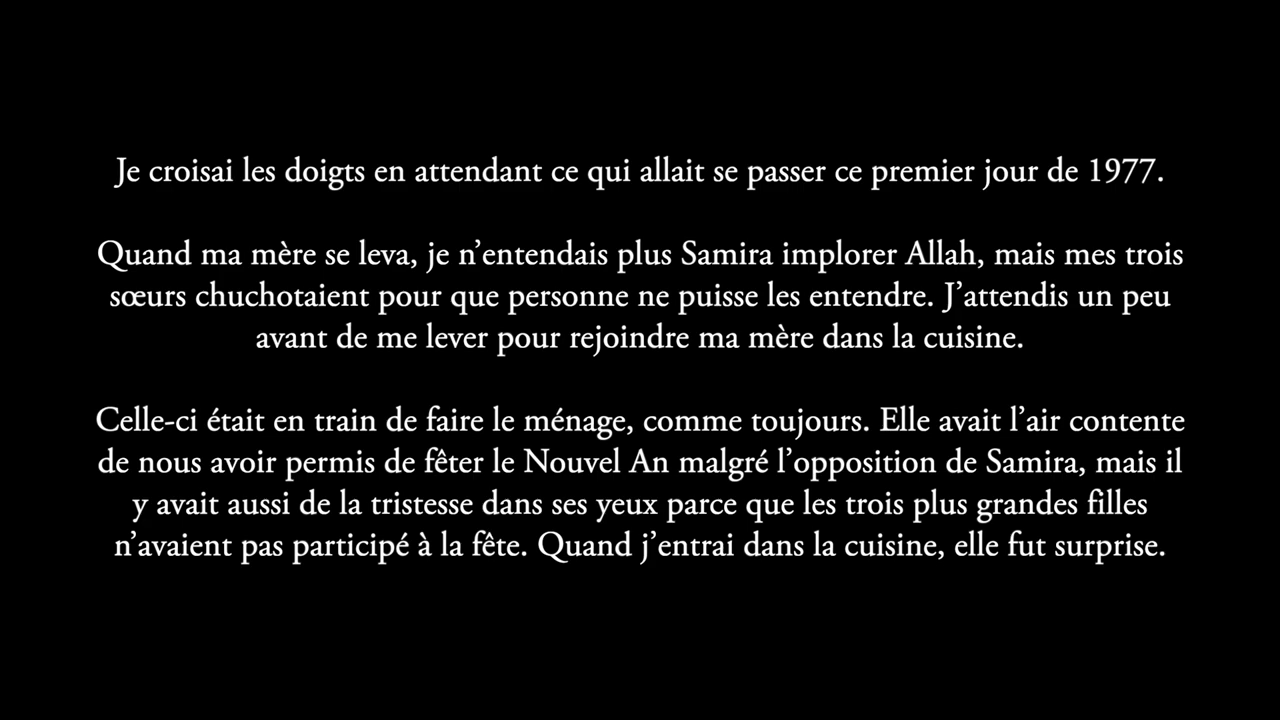 Je croisai les doigts en attendant ce qui allait se passer ce premier jour de 1977.
Quand ma mère se leva, je n’entendais plus Samira implorer Allah, mais mes trois
sœurs chuchotaient pour que personne ne puisse les entendre. J’attendis un peu
avant de me lever pour rejoindre ma mère dans la cuisine.
Celle-ci était en train de faire le ménage, comme toujours. Elle avait l’air contente
de nous avoir permis de fêter le Nouvel An malgré l’opposition de Samira, mais il
y avait aussi de la tristesse dans ses yeux parce que les trois plus grandes filles
n’avaient pas participé à la fête. Quand j’entrai dans la cuisine, elle fut surprise.